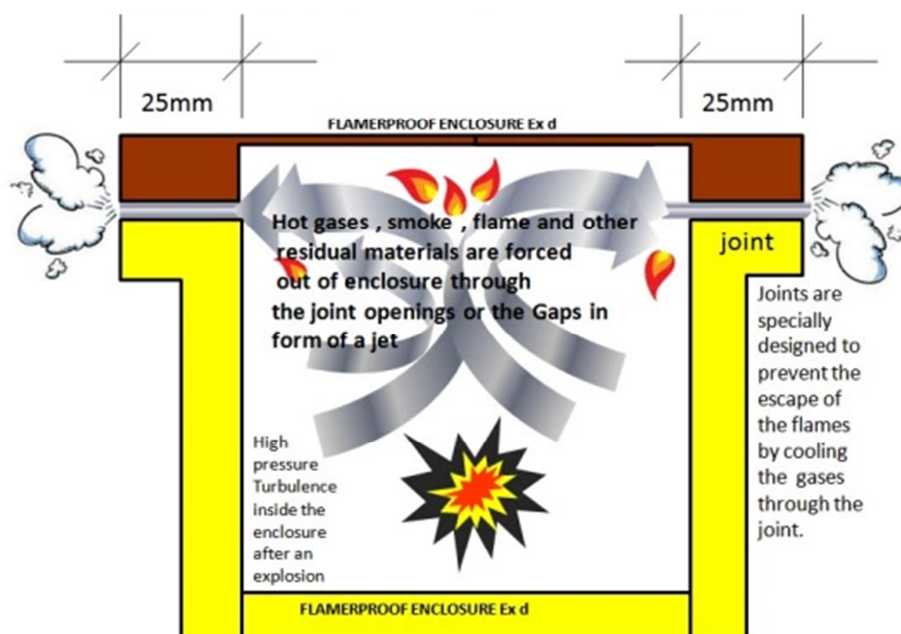 25mm
25mm
FLAMERPROOF ENCLOSURE Ex d
Hot gases , smoke , flame and other
residual materials are forced
out of enclosure through
the joint openings or the Gaps in
form of a jet
joint
Joints are
specially
designed to
prevent the
escape of
the flames
by cooling
the gases
through the
joint.
High
pressure
Turbulence
inside the
enclosure
after an
explosion
FLAMERPROOF ENCLOSURE Ex d